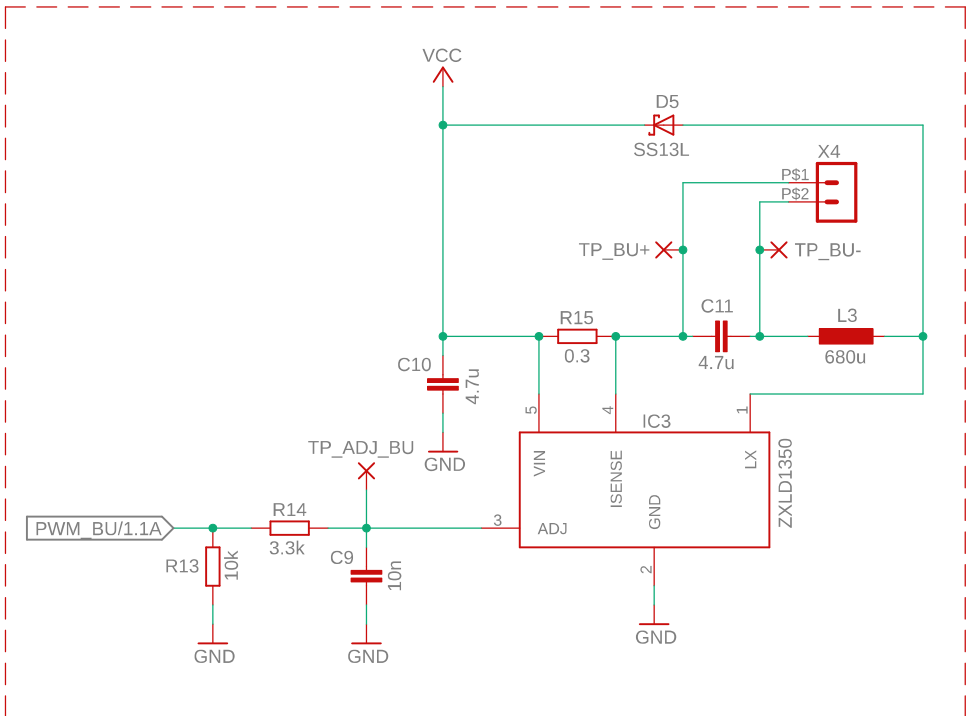 VCC
D5
SS13L
X4
P$1
P$2
TP_BU+
TP_BU-
R15
0.3
C11
4.7u
L3
680u
C10
4.7u
GND
5
4
1
IC3
VIN
ISENSE
LX
GND
ADJ
ZXLD1350
3
2
GND
TP_ADJ_BU
PWM_BU/1.1A
R14
3.3k
R13
10k
GND
C9
10n
GND